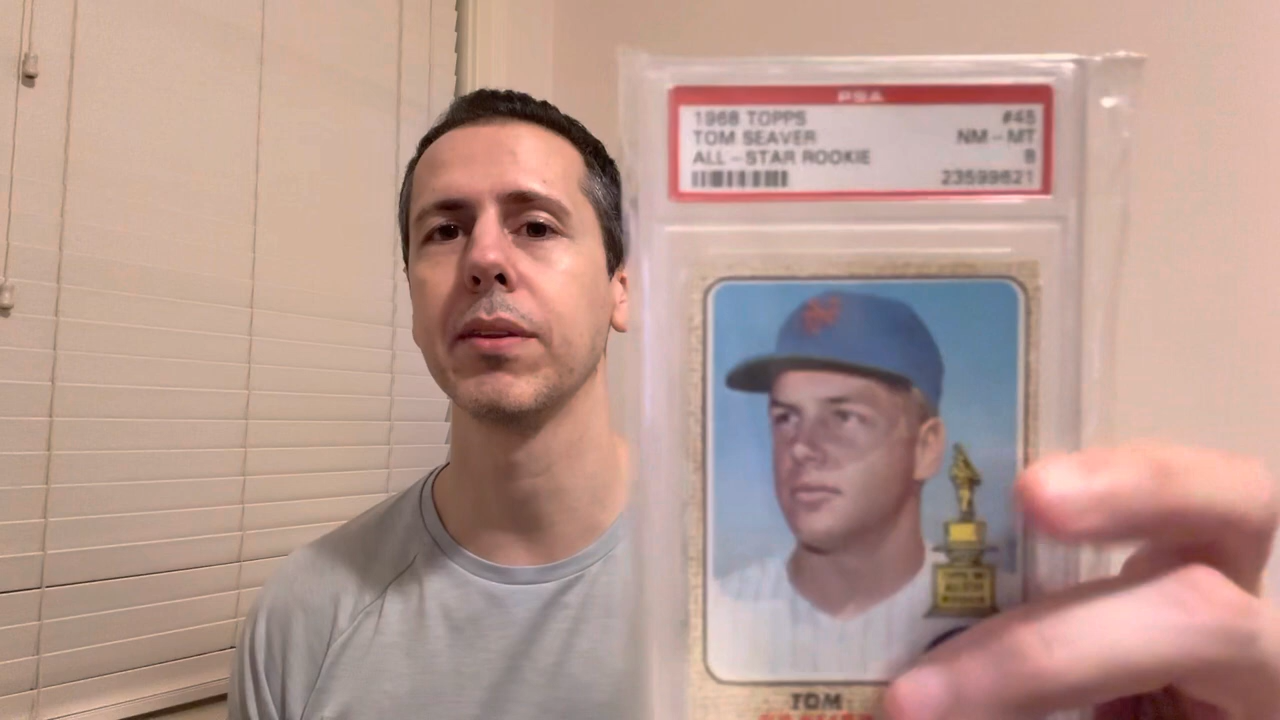 PSA
1968 TOPPS #45
TOM SEAVER NM - MT
ALL - STAR ROOKIE 8
23599621
TOM